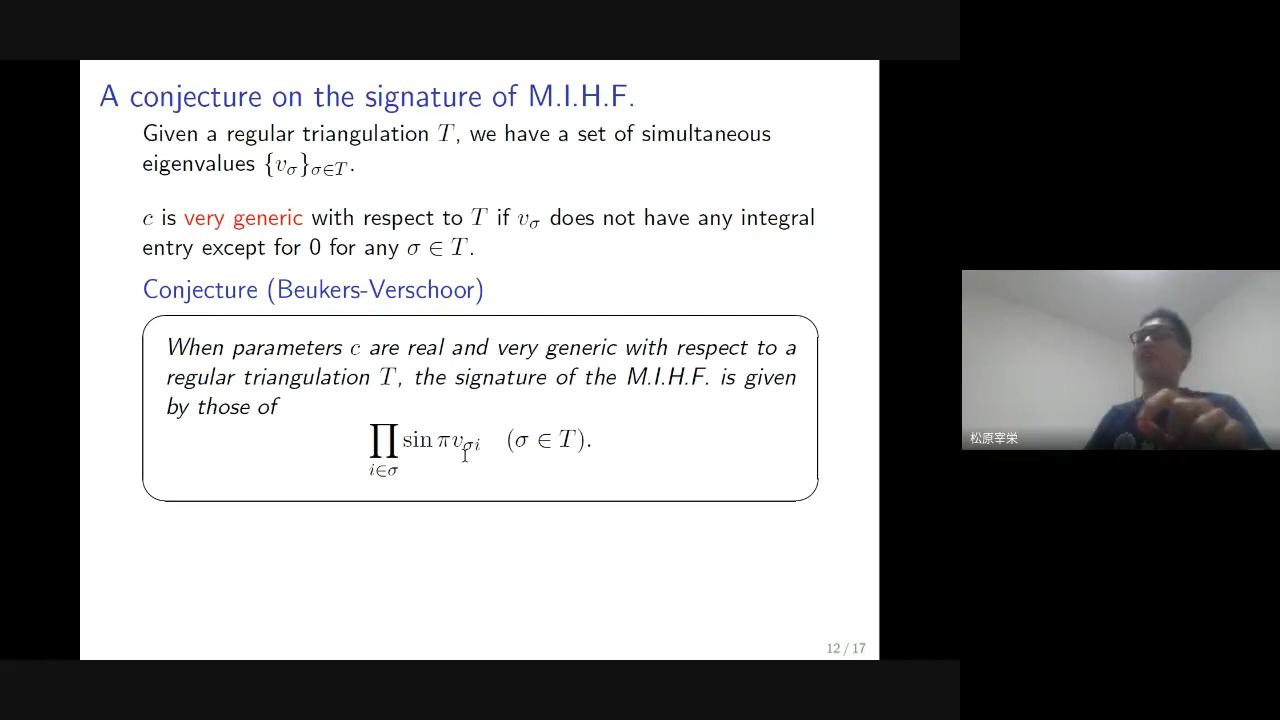 A conjecture on the signature of M.I.H.F.
Given a regular triangulation T, we have a set of simultaneous
eigenvalues {v_σ}_{σ∈T}.
c is very generic with respect to T if v_σ does not have any integral
entry except for 0 for any σ ∈ T.
Conjecture (Beukers-Verschoor)
When parameters c are real and very generic with respect to a
regular triangulation T, the signature of the M.I.H.F. is given
by those of
∏_{i∈σ} sin πv_{σi} (σ ∈ T).
松原宰栄
12 / 17